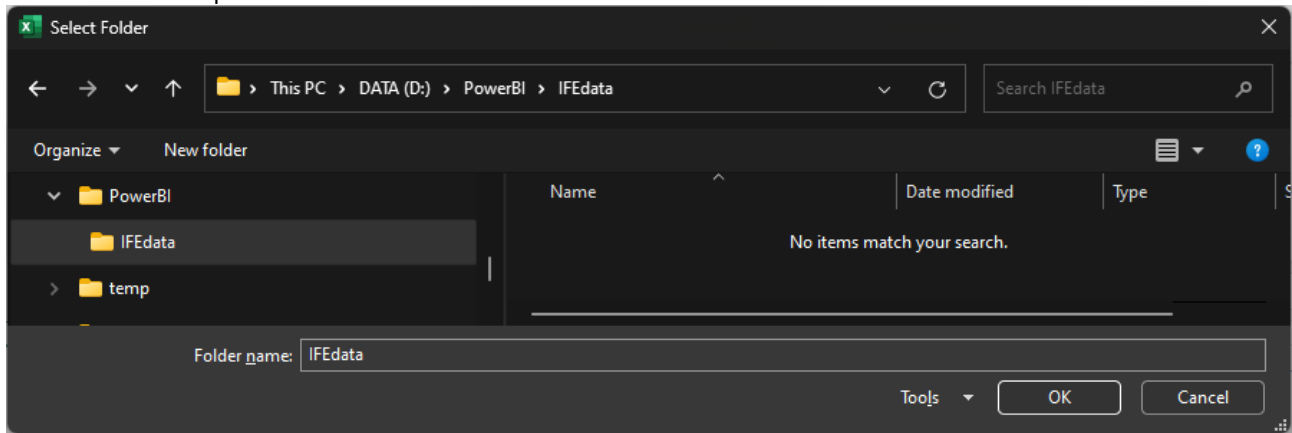 Select Folder
This PC > DATA (D:) > PowerBI > IFEdata
Search IFEdata
Organize
New folder
?
PowerBI
Name
Date modified
Type
IFEdata
No items match your search.
temp
Folder name: IFEdata
Tools
OK
Cancel